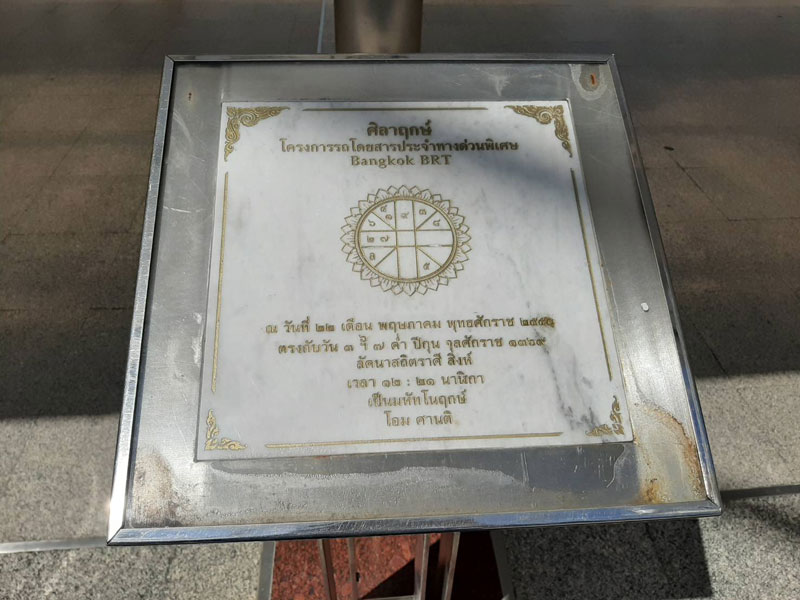 ศิลาฤกษ์
โครงการรถโดยสารประจำทางด่วนพิเศษ
Bangkok BRT
๓
๖
๒ ๗
๕
ณ วันที่ ๒๒ เดือน พฤษภาคม พุทธศักราช ๒๕๕๐
ตรงกับวัน ๓ ๗ ค่ำ ปีกุน จุลศักราช ๑๓๖๙
ลัคนาสถิตราศี สิงห์
เวลา ๑๒ : ๒๑ นาฬิกา
เป็นมหัทโนฤกษ์
โอม ศานติ